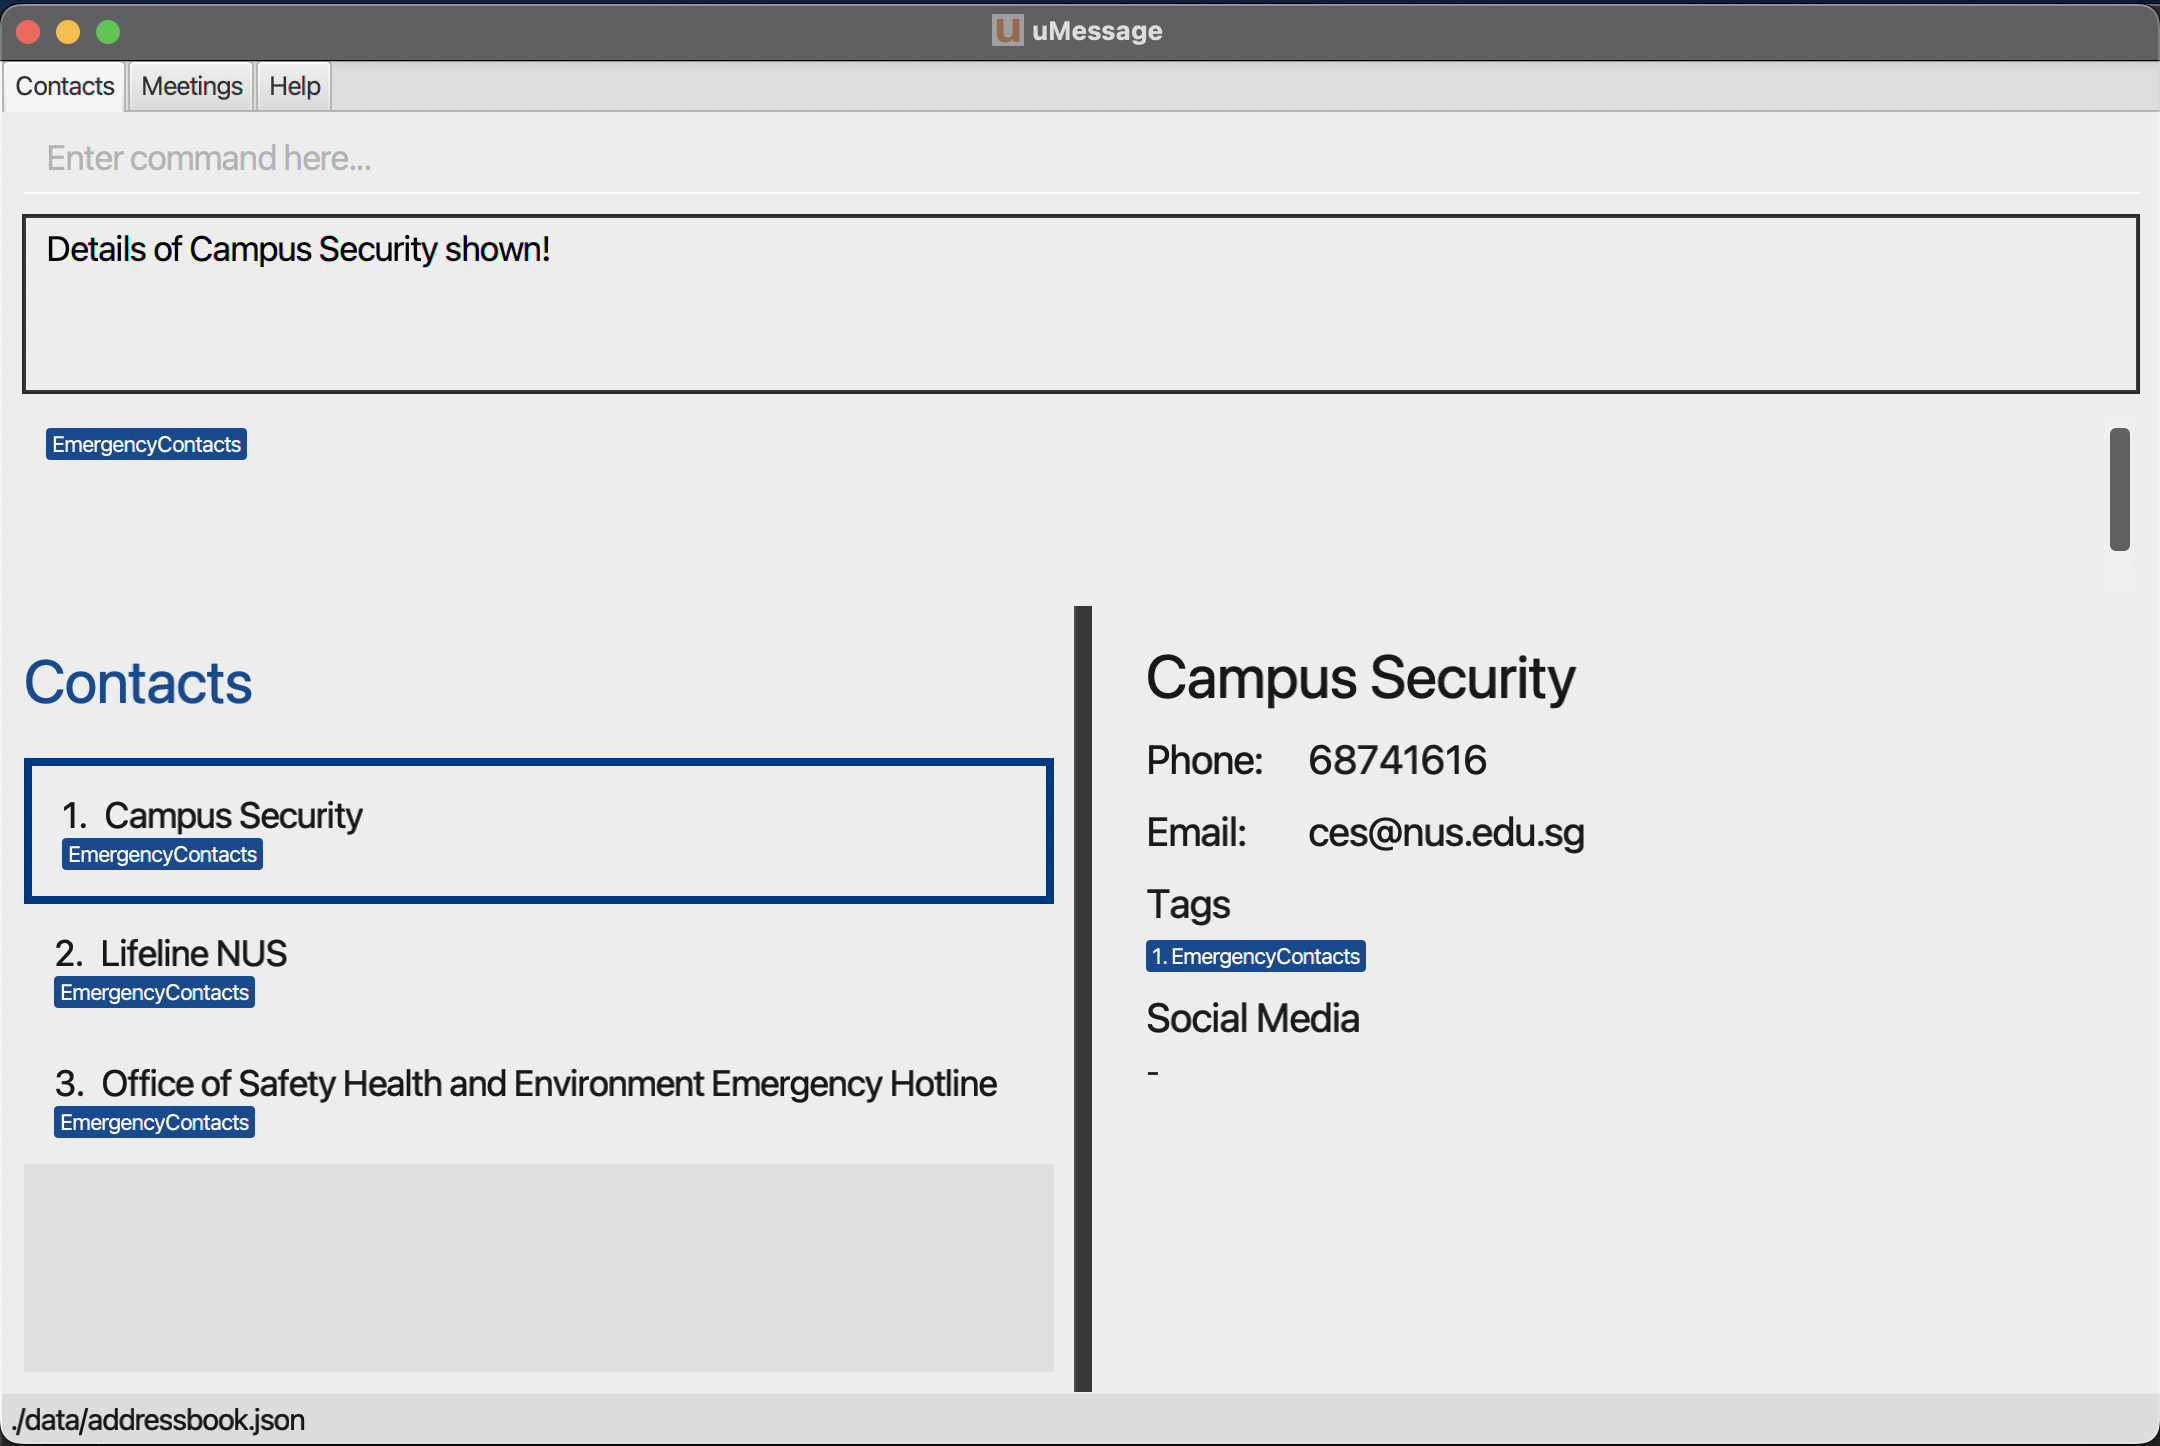 u uMessage
Contacts Meetings Help
Enter command here...
Details of Campus Security shown!
EmergencyContacts
Contacts
1. Campus Security
EmergencyContacts
2. Lifeline NUS
EmergencyContacts
3. Office of Safety Health and Environment Emergency Hotline
EmergencyContacts
Campus Security
Phone: 68741616
Email: ces@nus.edu.sg
Tags
1. EmergencyContacts
Social Media
-
./data/addressbook.json